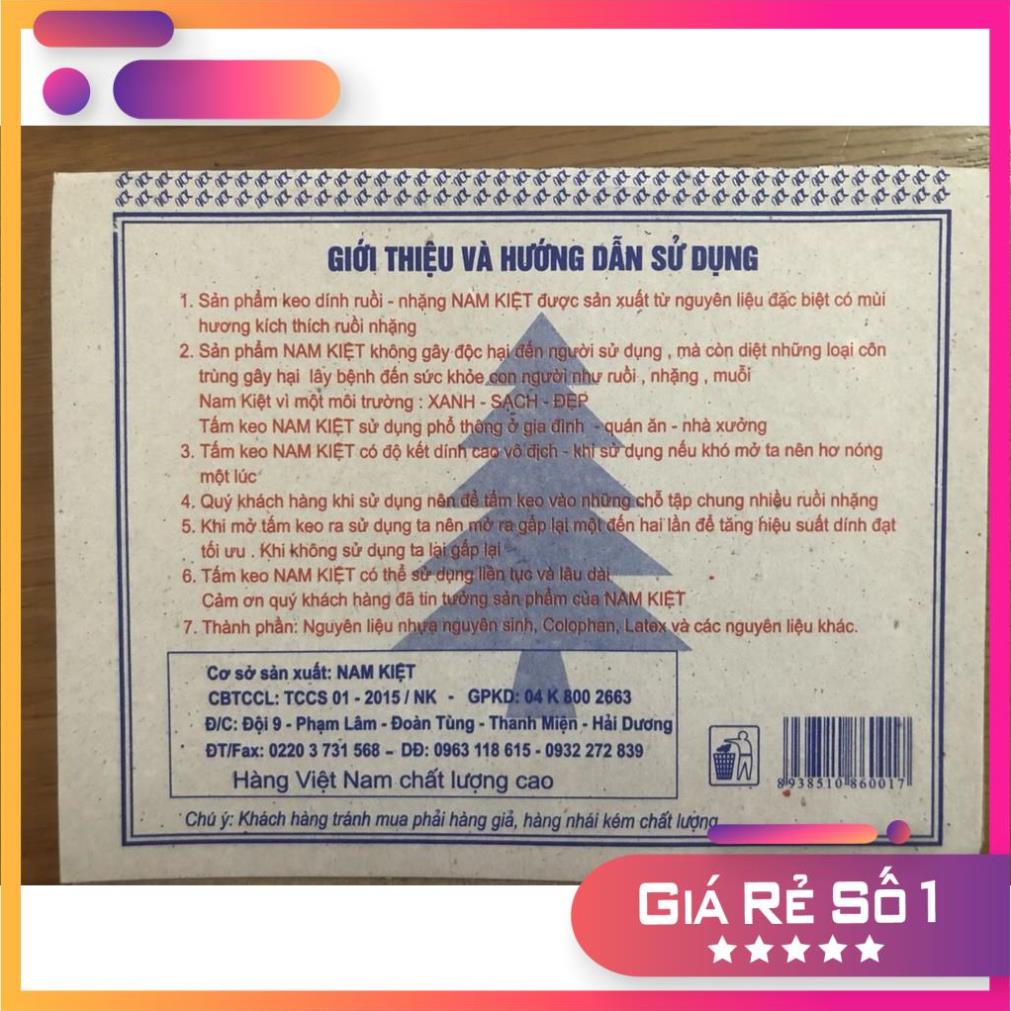 GIỚI THIỆU VÀ HƯỚNG DẪN SỬ DỤNG
1. Sản phẩm keo dính ruồi - nhặng NAM KIỆT được sản xuất từ nguyên liệu đặc biệt có mùi
hương kích thích ruồi nhặng
2. Sản phẩm NAM KIỆT không gây độc hại đến người sử dụng , mà còn diệt những loại côn
trùng gây hại lây bệnh đến sức khỏe con người như ruồi , nhặng , muỗi
Nam Kiệt vì một môi trường : XANH - SẠCH - ĐẸP
Tấm keo NAM KIỆT sử dụng phổ thông ở gia đình - quán ăn - nhà xưởng
3. Tấm keo NAM KIỆT có độ kết dính cao vô địch - khi sử dụng nếu khó mở ta nên hơ nóng
một lúc
4. Quý khách hàng khi sử dụng nên để tấm kẹo vào những chỗ tập chung nhiều ruồi nhặng
5. Khi mở tấm keo ra sử dụng ta nên mở ra gấp lại một đến hai lần để tăng hiệu suất dính đạt
tối ưu . Khi không sử dụng ta lại gấp lại
6. Tấm keo NAM KIỆT có thể sử dụng liên tục và lâu dài
Cảm ơn quý khách hàng đã tin tưởng sản phẩm của NAM KIỆT
7. Thành phần: Nguyên liệu nhựa nguyên sinh, Colophan, Latex và các nguyên liệu khác.
Cơ sở sản xuất: NAM KIỆT
CBTCCL: TCCS 01 - 2015 / NK - GPKD: 04 K 800 2663
Đ/C: Đội 9 - Phạm Lâm - Đoàn Tùng - Thanh Miện - Hải Dương
ĐT/Fax: 0220 3 731 568 – DĐ: 0963 118 615 - 0932 272 839
Hàng Việt Nam chất lượng cao
8 938510 860017
Chú ý: Khách hàng tránh mua phải hàng giả, hàng nhái kém chất lượng
GIÁ RẺ SỐ 1